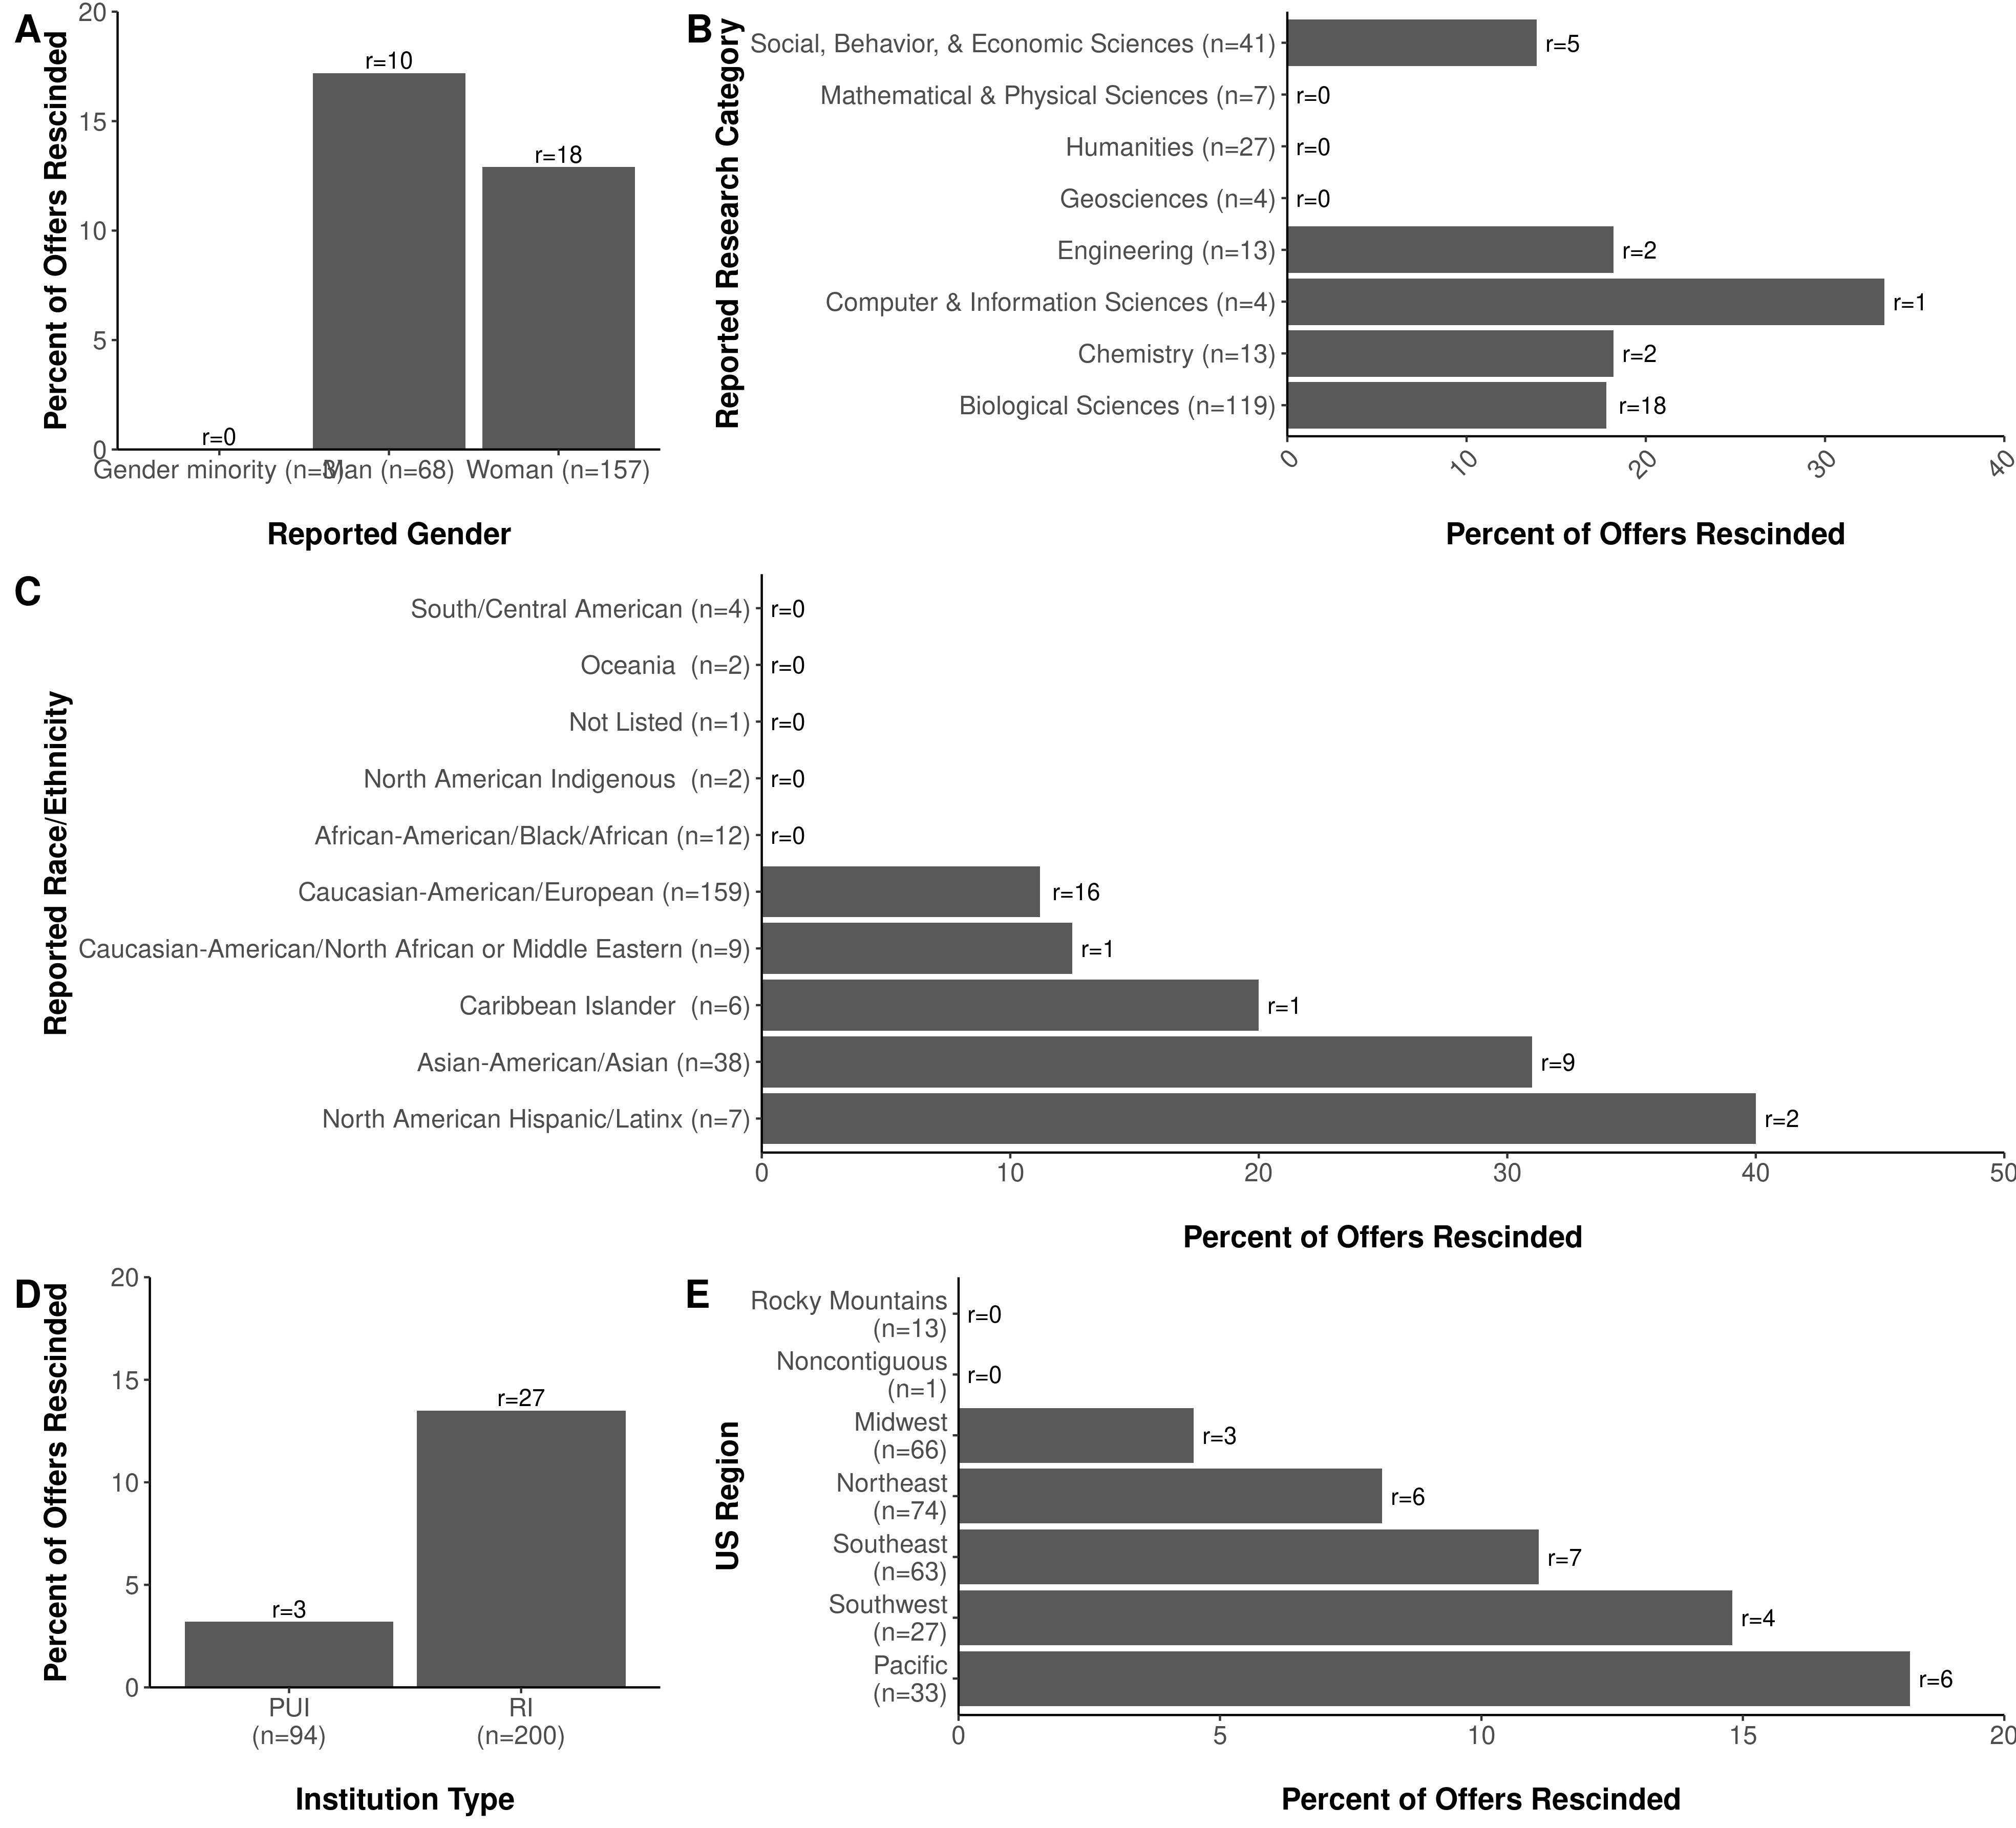 A
Percent of Offers Rescinded
20
15
10
5
0
r=0
r=10
r=18
Gender minority (n=3)
Man (n=68)
Woman (n=157)
Reported Gender
B
Reported Research Category
Social, Behavior, & Economic Sciences (n=41)
r=5
Mathematical & Physical Sciences (n=7)
r=0
Humanities (n=27)
r=0
Geosciences (n=4)
r=0
Engineering (n=13)
r=2
Computer & Information Sciences (n=4)
r=1
Chemistry (n=13)
r=2
Biological Sciences (n=119)
r=18
0
10
20
30
40
Percent of Offers Rescinded
C
Reported Race/Ethnicity
South/Central American (n=4)
r=0
Oceania (n=2)
r=0
Not Listed (n=1)
r=0
North American Indigenous (n=2)
r=0
African-American/Black/African (n=12)
r=0
Caucasian-American/European (n=159)
r=16
Caucasian-American/North African or Middle Eastern (n=9)
r=1
Caribbean Islander (n=6)
r=1
Asian-American/Asian (n=38)
r=9
North American Hispanic/Latinx (n=7)
r=2
0
10
20
30
40
50
Percent of Offers Rescinded
D
Percent of Offers Rescinded
20
15
10
5
0
r=3
r=27
PUI
(n=94)
RI
(n=200)
Institution Type
E
US Region
Rocky Mountains
(n=13)
r=0
Noncontiguous
(n=1)
r=0
Midwest
(n=66)
r=3
Northeast
(n=74)
r=6
Southeast
(n=63)
r=7
Southwest
(n=27)
r=4
Pacific
(n=33)
r=6
0
5
10
15
20
Percent of Offers Rescinded